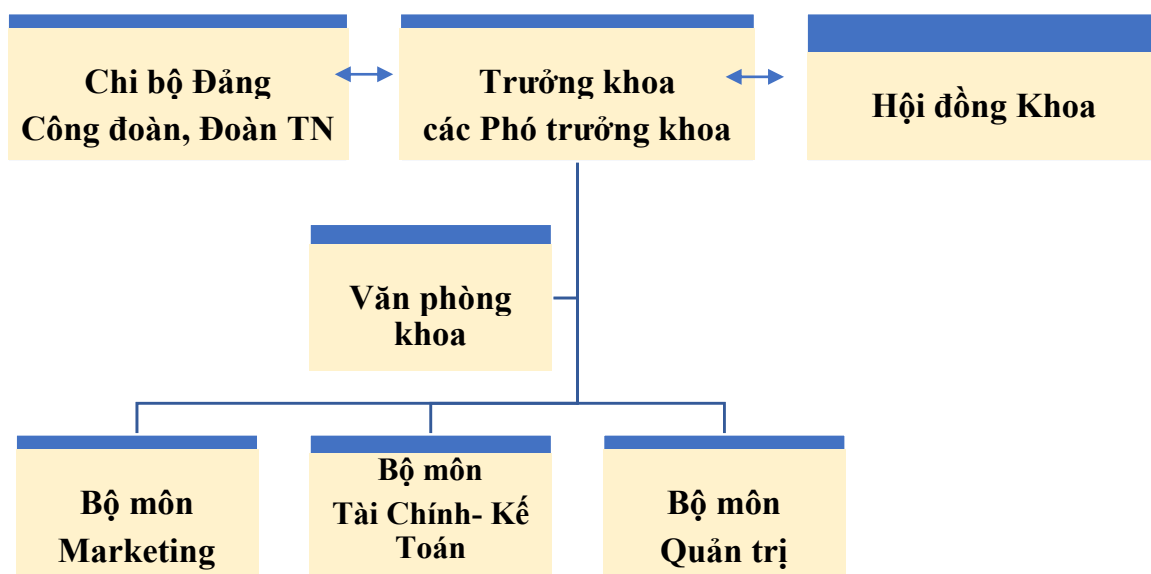 Chi bộ Đảng
Công đoàn, Đoàn TN
Trưởng khoa
các Phó trưởng khoa
Hội đồng Khoa
Văn phòng
khoa
Bộ môn
Marketing
Bộ môn
Tài Chính- Kế
Toán
Bộ môn
Quản trị